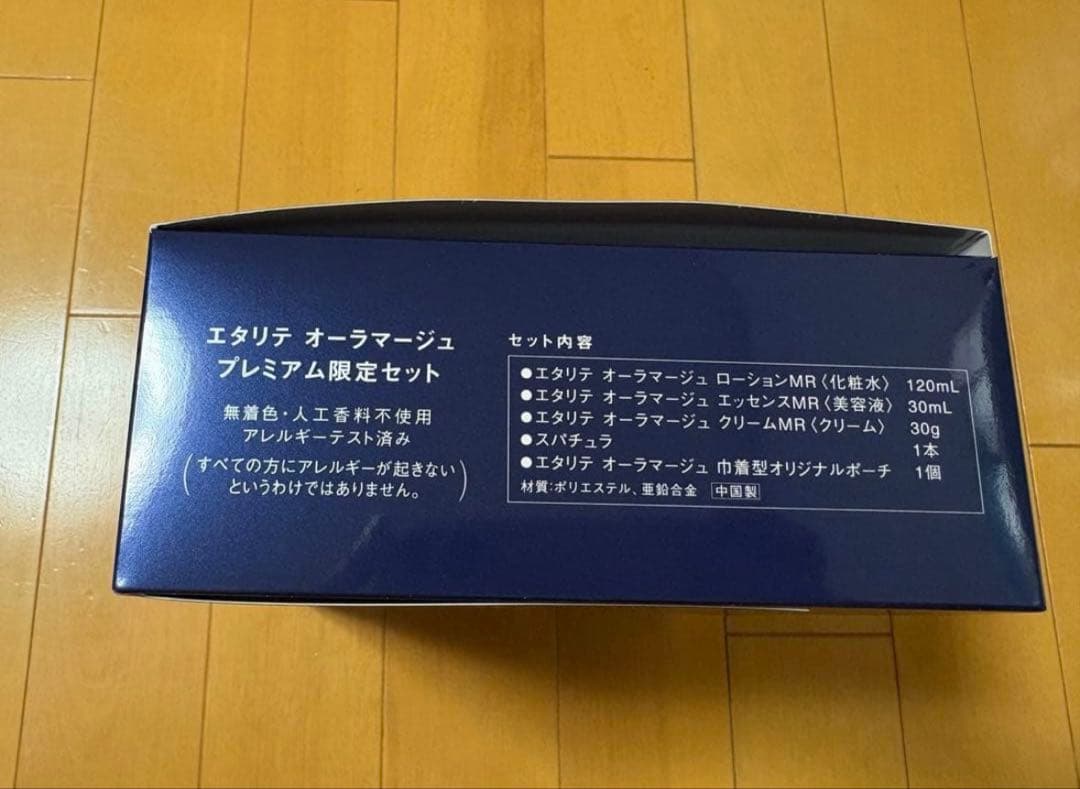 エタリテ オーラマージュ
プレミアム限定セット
無着色・人工香料不使用
アレルギーテスト済み
(すべての方にアレルギーが起きない
というわけではありません。)
セット内容
●エタリテ オーラマージュ ローションMR〈化粧水〉 120mL
●エタリテ オーラマージュ エッセンスMR〈美容液〉 30mL
●エタリテ オーラマージュ クリームMR〈クリーム〉 30g
●スパチュラ 1本
●エタリテ オーラマージュ 巾着型オリジナルポーチ 1個
材質:ポリエステル、亜鉛合金 中国製